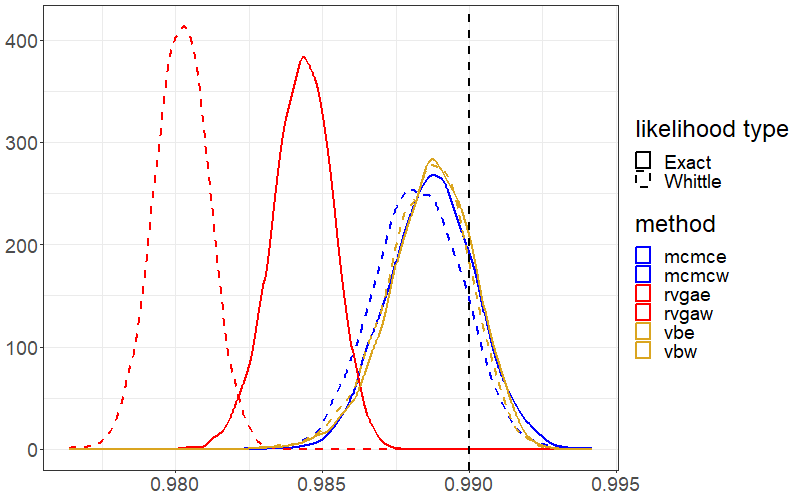 400
300
200
100
0
0.980
0.985
0.990
0.995
likelihood type
Exact
Whittle
method
mcmce
mcmcw
rvgae
rvgaw
vbe
vbw